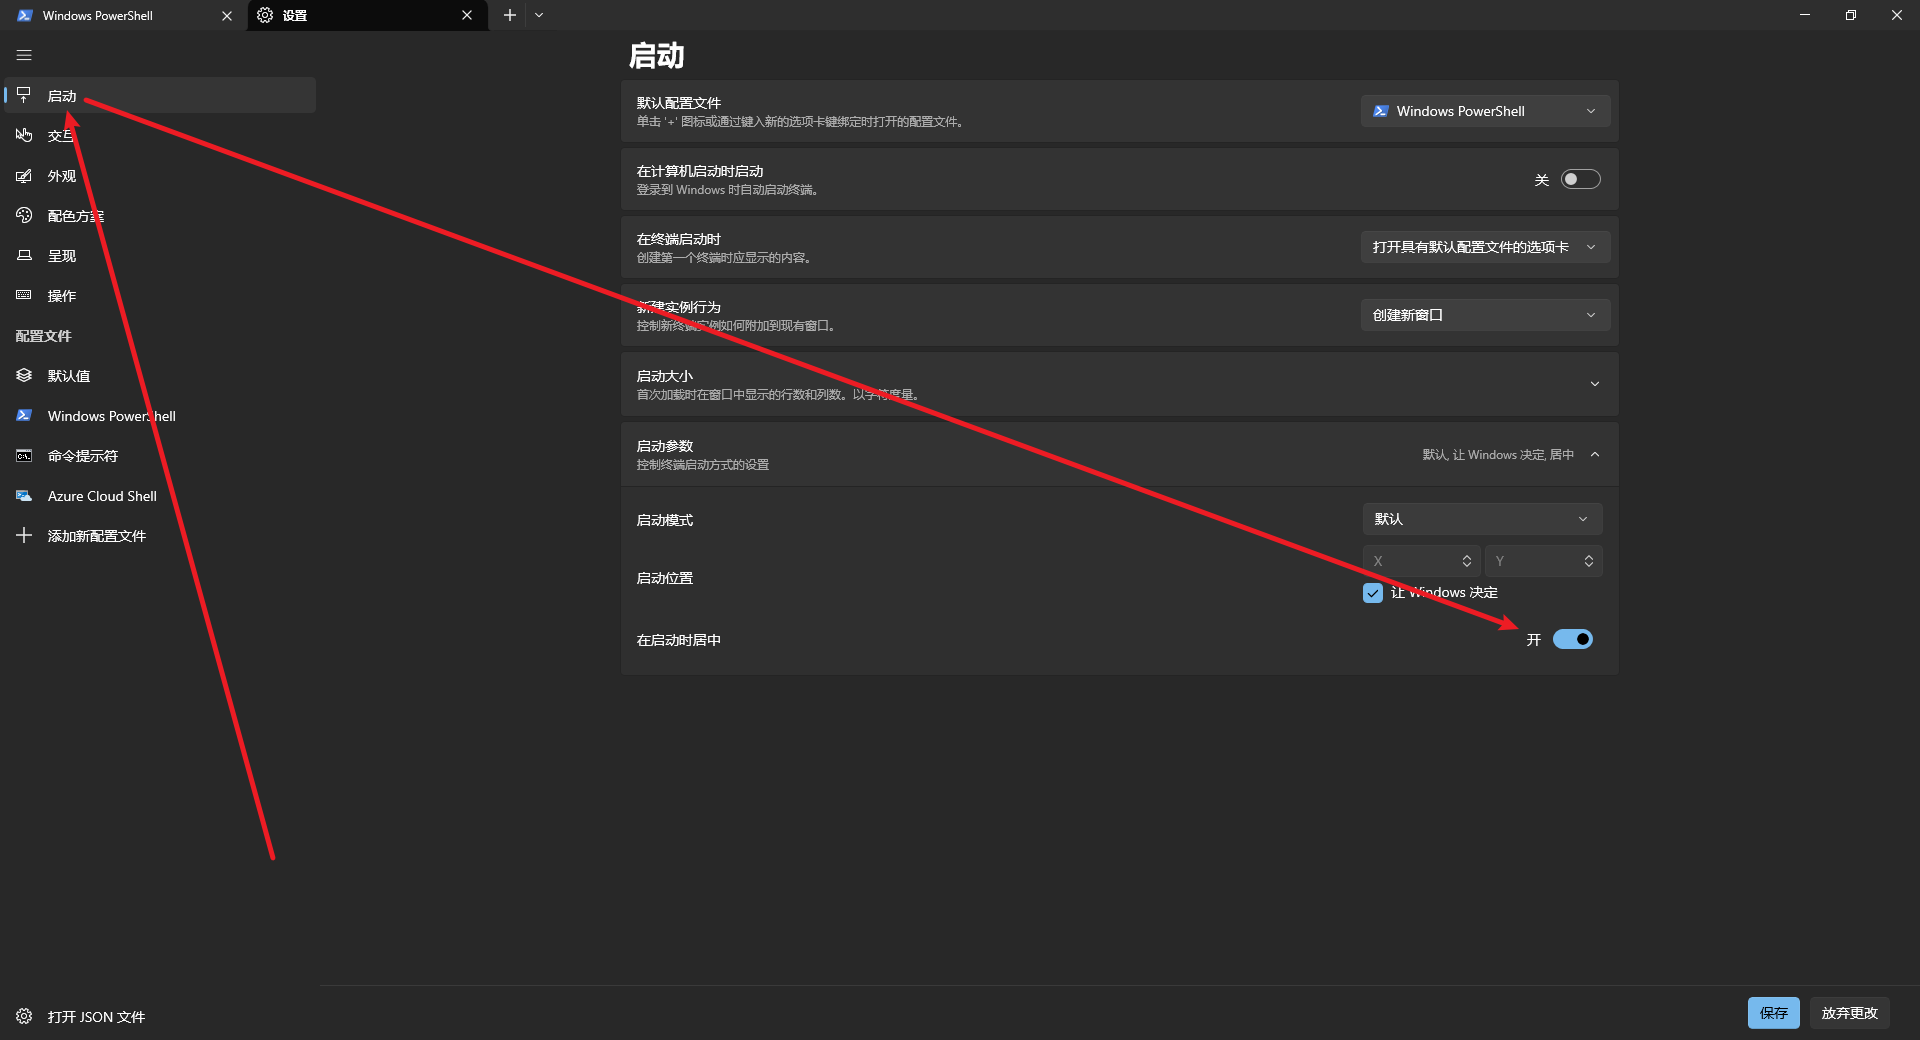 Windows PowerShell
设置
启动
交互
外观
配色方案
呈现
操作
配置文件
默认值
Windows PowerShell
命令提示符
Azure Cloud Shell
添加新配置文件
打开 JSON 文件
启动
默认配置文件
单击 '+' 图标或通过键入新的选项卡键绑定时打开的配置文件。
Windows PowerShell
在计算机启动时启动
登录到 Windows 时自动启动终端。
关
在终端启动时
创建第一个终端时应显示的内容。
打开具有默认配置文件的选项卡
新建实例行为
控制新终端实例如何附加到现有窗口。
创建新窗口
启动大小
首次加载时在窗口中显示的行数和列数。以字符度量。
启动参数
控制终端启动方式的设置
默认, 让 Windows 决定, 居中
启动模式
默认
启动位置
X
Y
让 Windows 决定
在启动时居中
开
保存
放弃更改